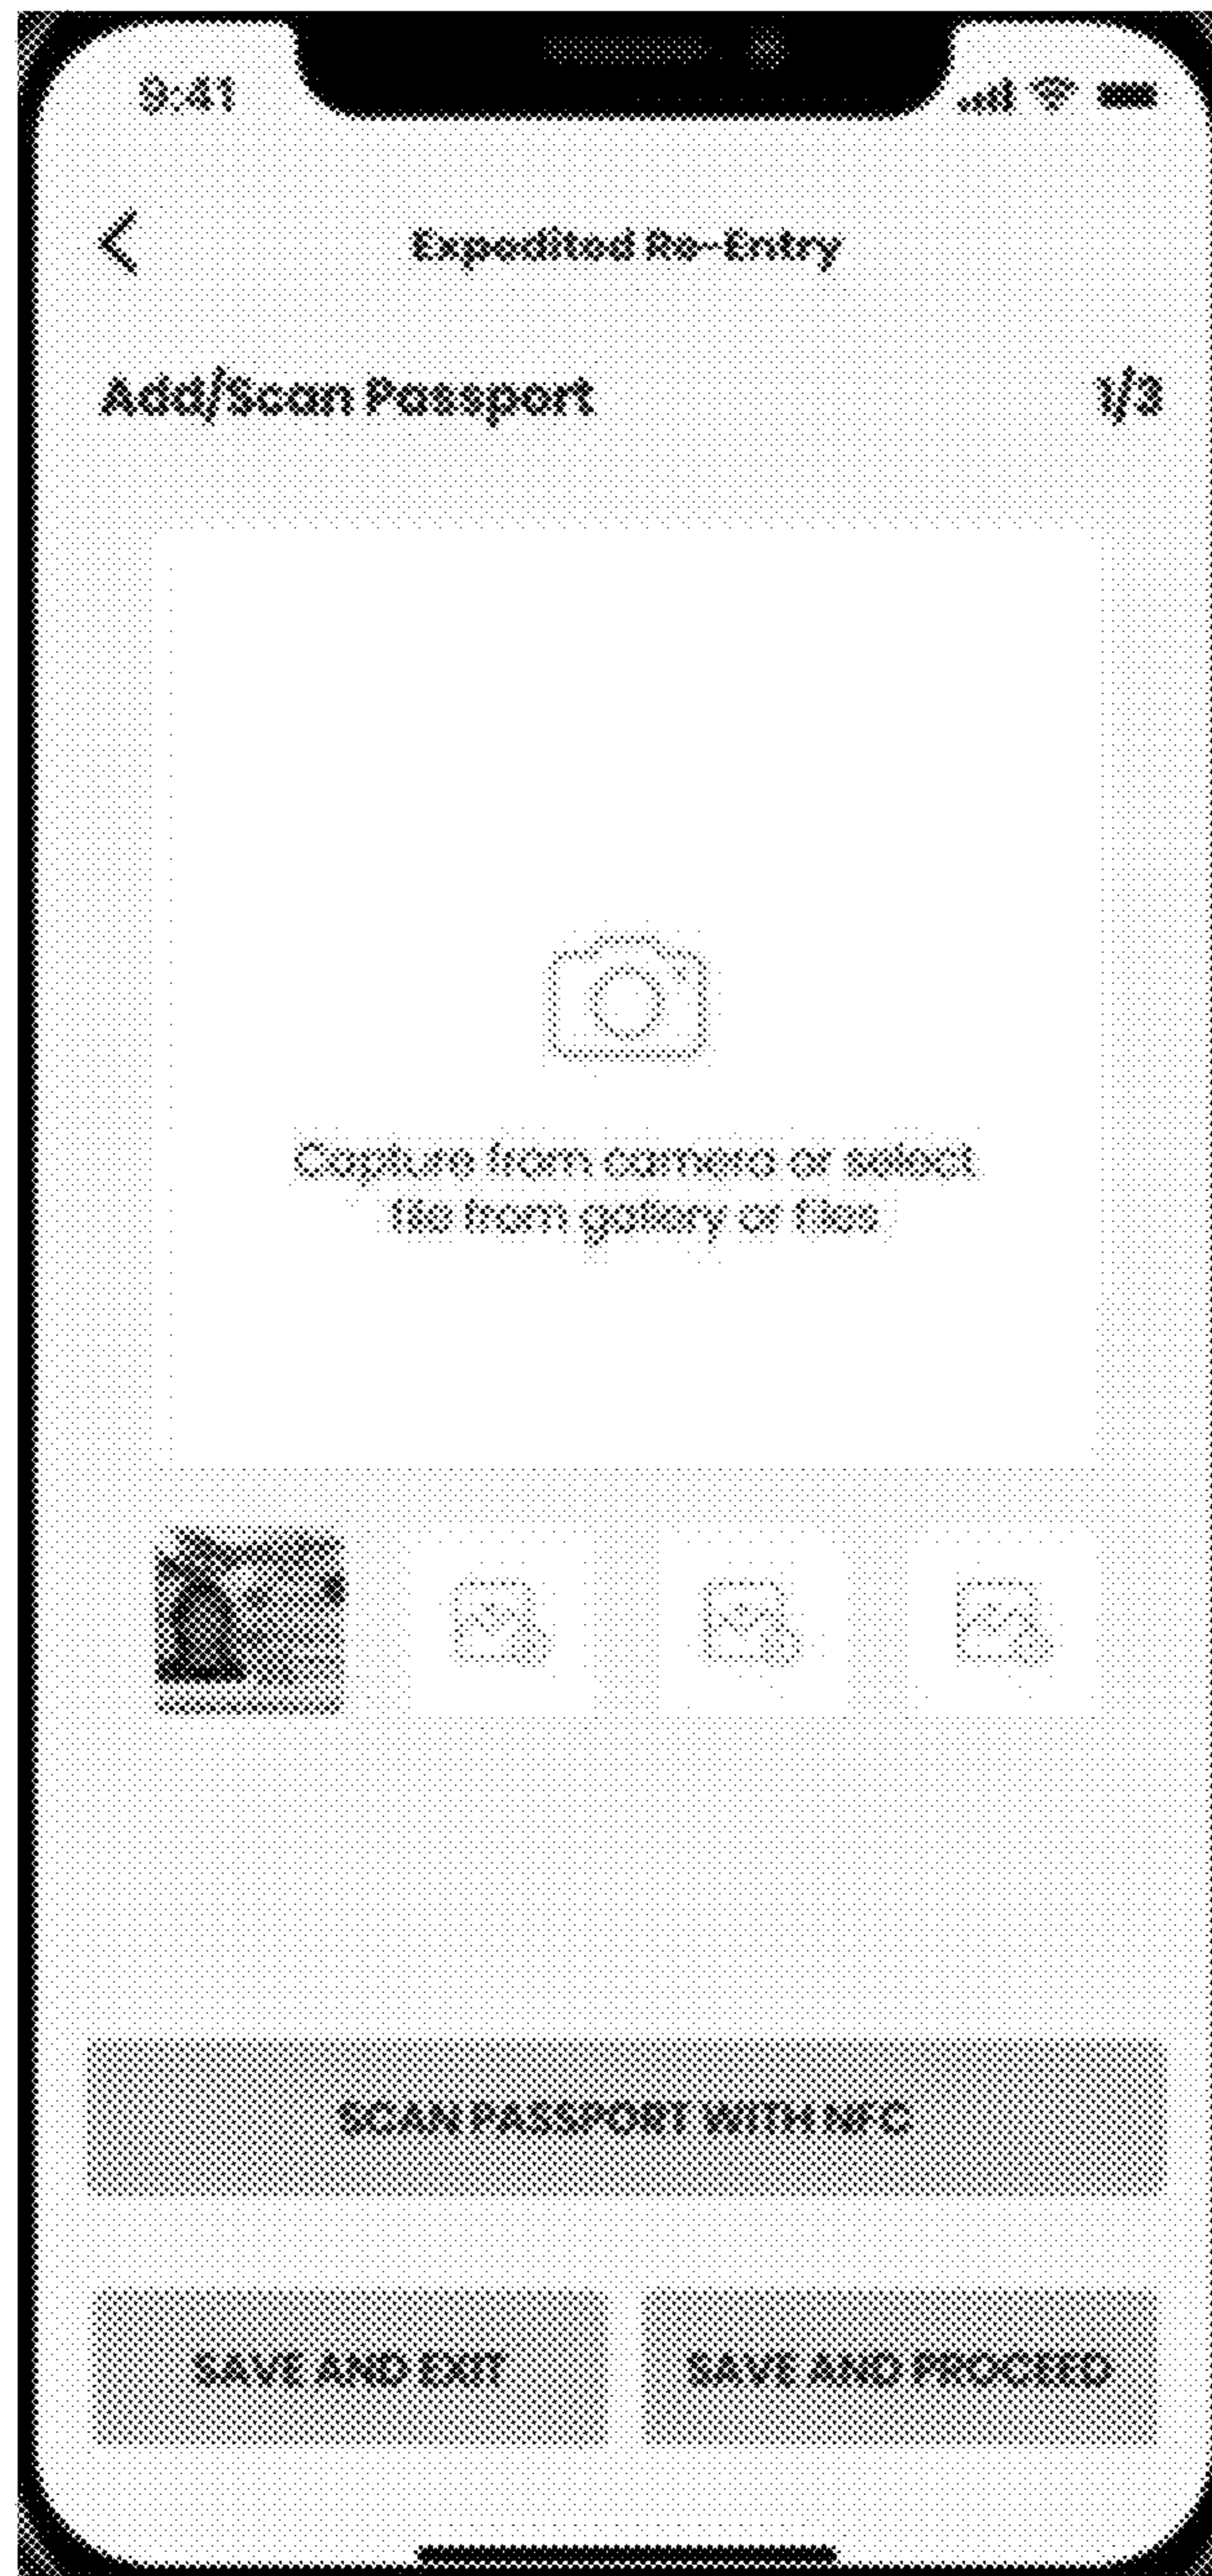 9:41
Expedited Re-Entry
Add/Scan Passport 1/3
Capture from camera or select
file from gallery or files
SCAN PASSPORT WITH NFC
SAVE AND EXIT
SAVE AND PROCEED